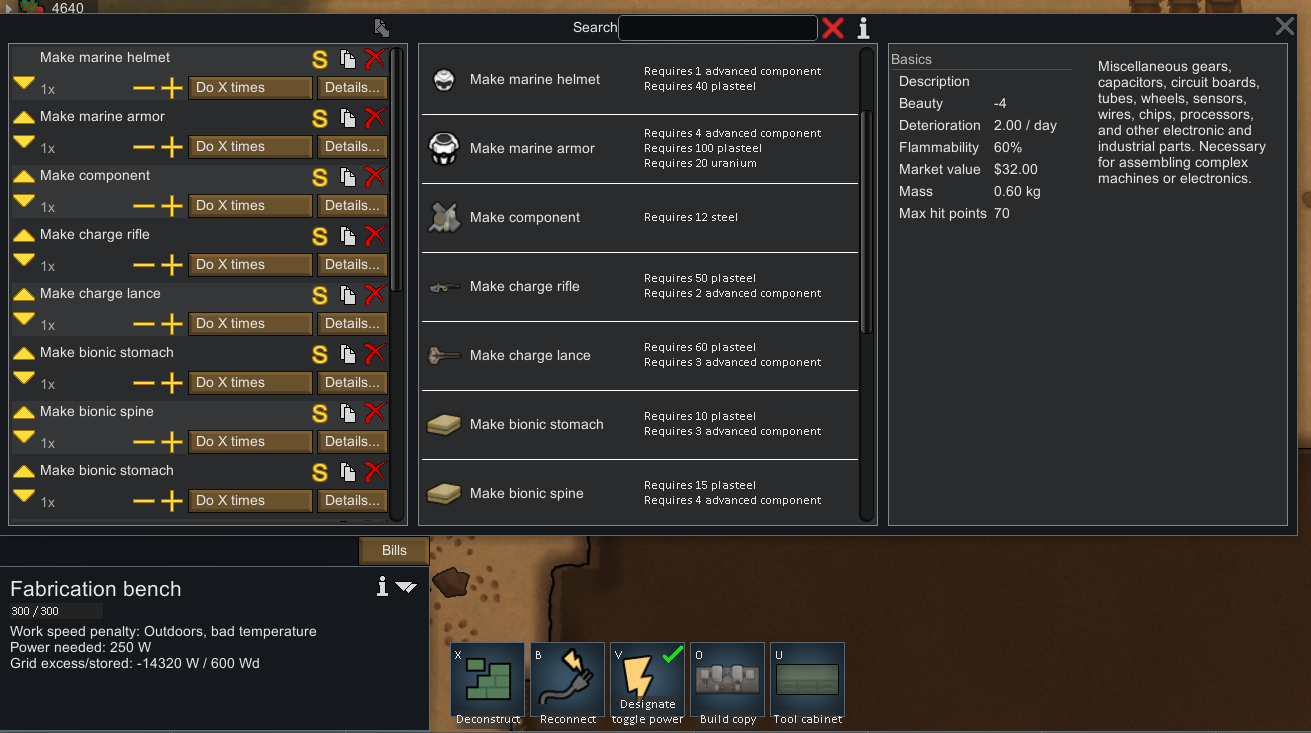 4640
Search
Make marine helmet
S
1x
Do X times
Details...
Make marine armor
S
1x
Do X times
Details...
Make component
S
1x
Do X times
Details...
Make charge rifle
S
1x
Do X times
Details...
Make charge lance
S
1x
Do X times
Details...
Make bionic stomach
S
1x
Do X times
Details...
Make bionic spine
S
1x
Do X times
Details...
Make bionic stomach
S
1x
Do X times
Details...
Make marine helmet
Requires 1 advanced component
Requires 40 plasteel
Make marine armor
Requires 4 advanced component
Requires 100 plasteel
Requires 20 uranium
Make component
Requires 12 steel
Make charge rifle
Requires 50 plasteel
Requires 2 advanced component
Make charge lance
Requires 60 plasteel
Requires 3 advanced component
Make bionic stomach
Requires 10 plasteel
Requires 3 advanced component
Make bionic spine
Requires 15 plasteel
Requires 4 advanced component
Basics
Description
Beauty -4
Deterioration 2.00 / day
Flammability 60%
Market value $32.00
Mass 0.60 kg
Max hit points 70
Miscellaneous gears,
capacitors, circuit boards,
tubes, wheels, sensors,
wires, chips, processors,
and other electronic and
industrial parts. Necessary
for assembling complex
machines or electronics.
Bills
Fabrication bench
300 / 300
Work speed penalty: Outdoors, bad temperature
Power needed: 250 W
Grid excess/stored: -14320 W / 600 Wd
X
Deconstruct
B
Reconnect
V
Designate
toggle power
O
Build copy
U
Tool cabinet